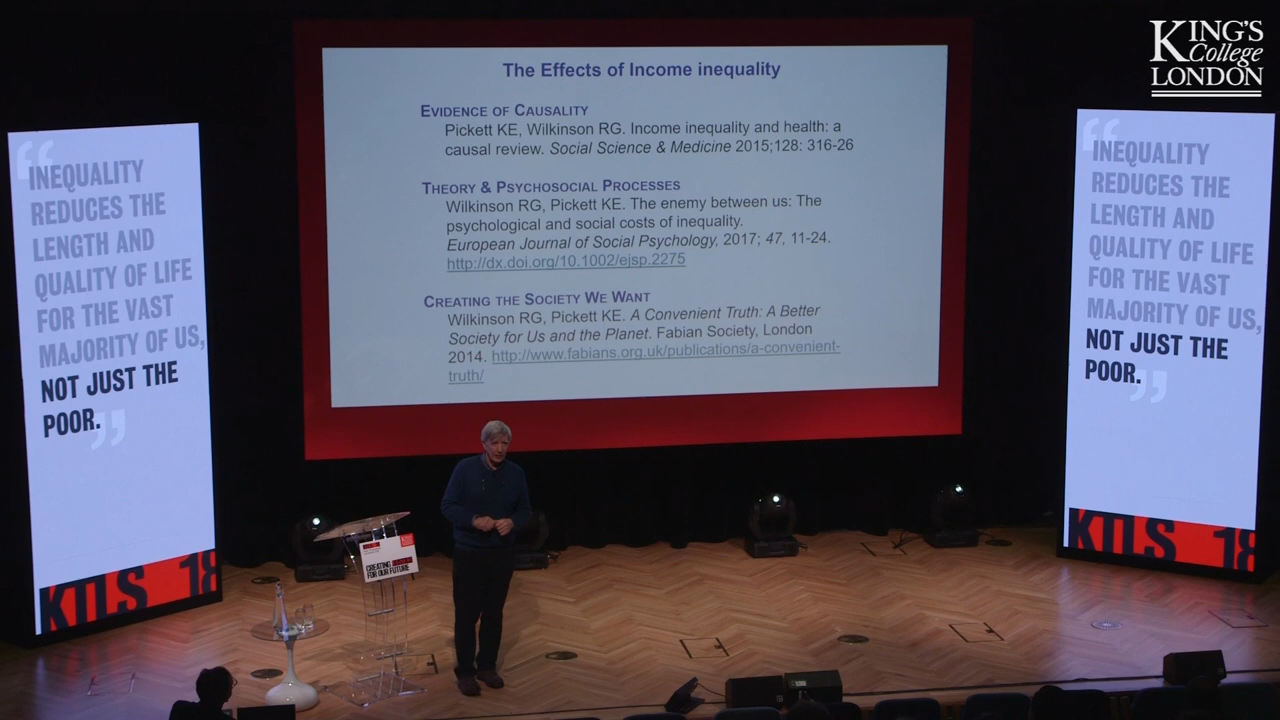 KING'S
College
LONDON
The Effects of Income inequality
EVIDENCE OF CAUSALITY
Pickett KE, Wilkinson RG. Income inequality and health: a
causal review. Social Science & Medicine 2015;128: 316-26
THEORY & PSYCHOSOCIAL PROCESSES
Wilkinson RG, Pickett KE. The enemy between us: The
psychological and social costs of inequality.
European Journal of Social Psychology, 2017; 47, 11-24.
http://dx.doi.org/10.1002/ejsp.2275
CREATING THE SOCIETY WE WANT
Wilkinson RG, Pickett KE. A Convenient Truth: A Better
Society for Us and the Planet. Fabian Society, London
2014. http://www.fabians.org.uk/publications/a-convenient-
truth/
“INEQUALITY
REDUCES THE
LENGTH AND
QUALITY OF LIFE
FOR THE VAST
MAJORITY OF US,
NOT JUST THE
POOR.”
KTLS_18
“INEQUALITY
REDUCES THE
LENGTH AND
QUALITY OF LIFE
FOR THE VAST
MAJORITY OF US,
NOT JUST THE
POOR.”
KTLS_18
CREATING
FOR OUR FUTURE